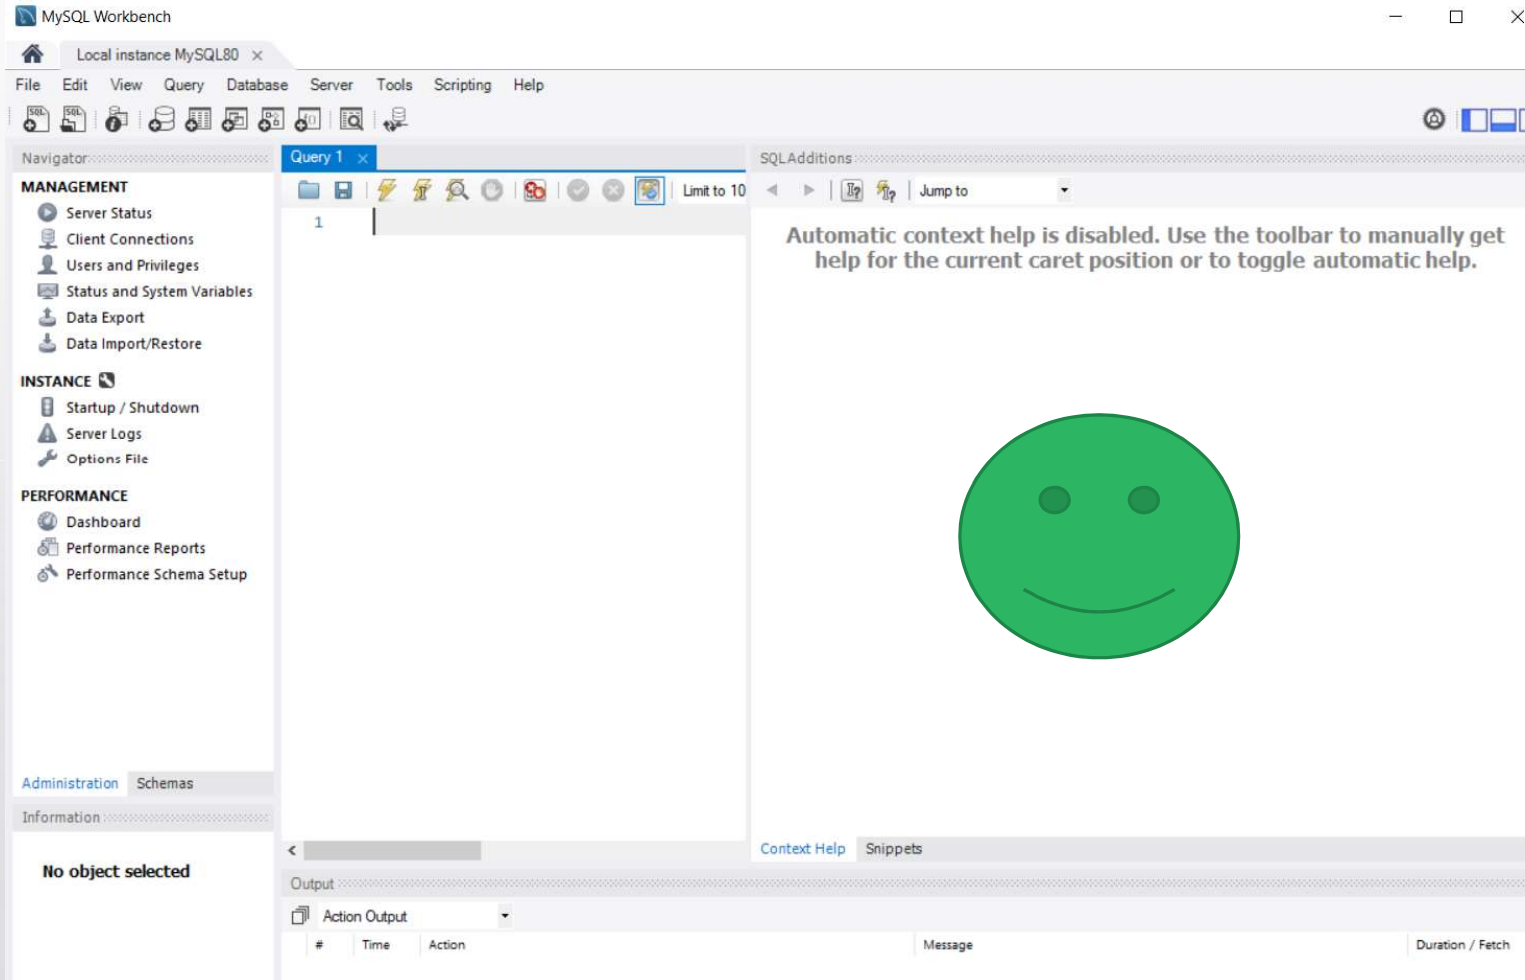 MySQL Workbench
Local instance MySQL80
File Edit View Query Database Server Tools Scripting Help
Navigator
MANAGEMENT
Server Status
Client Connections
Users and Privileges
Status and System Variables
Data Export
Data Import/Restore
INSTANCE
Startup / Shutdown
Server Logs
Options File
PERFORMANCE
Dashboard
Performance Reports
Performance Schema Setup
Administration Schemas
Information
No object selected
Query 1
Limit to 10
1
SQLAdditions
Jump to
Automatic context help is disabled. Use the toolbar to manually get
help for the current caret position or to toggle automatic help.
Context Help Snippets
Output
Action Output
# Time Action Message Duration / Fetch